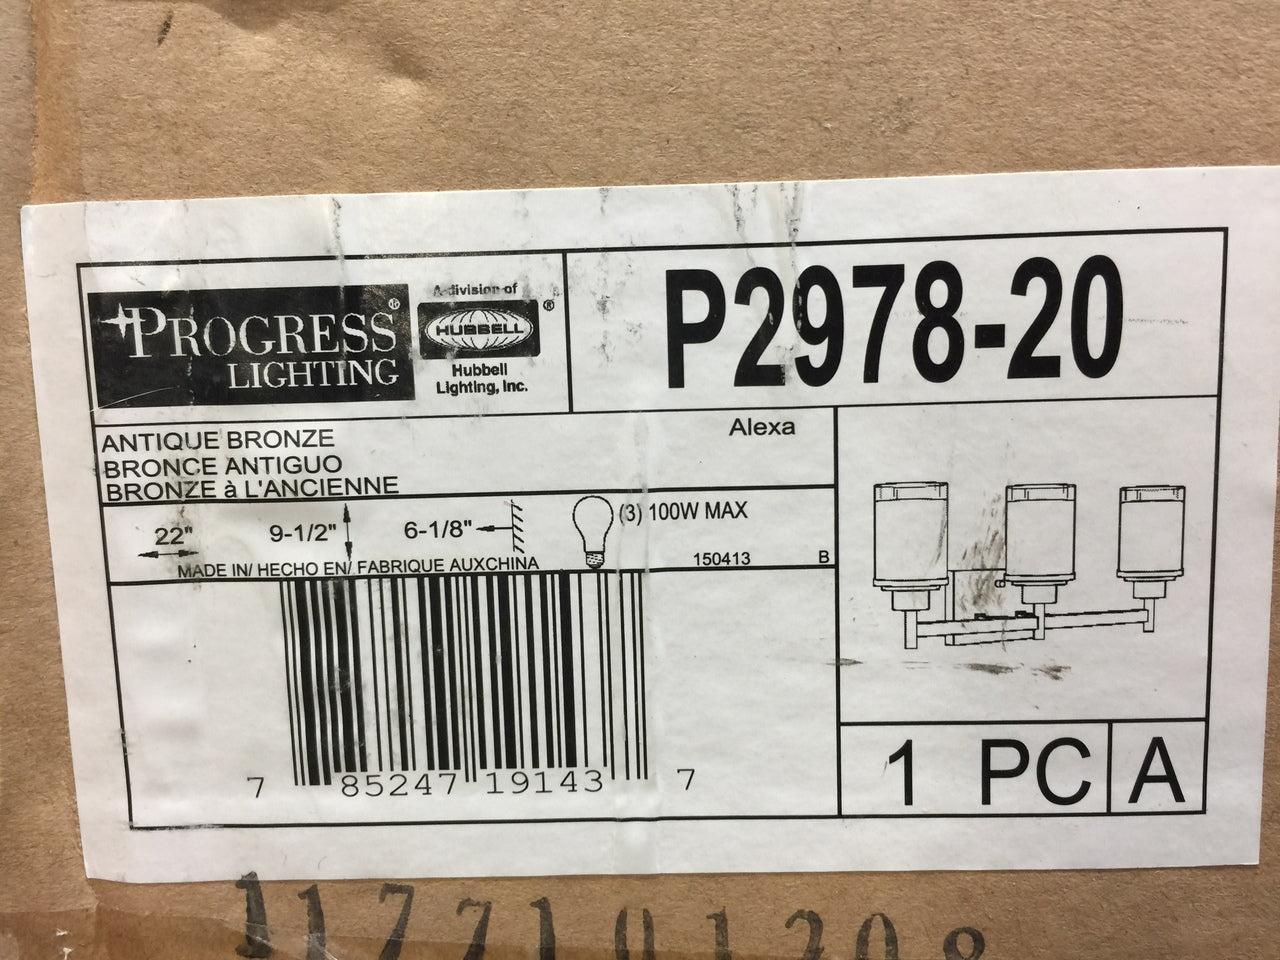 PROGRESS®
LIGHTING
A division of
HUBBELL®
Hubbell
Lighting, Inc.
P2978-20
ANTIQUE BRONZE
BRONCE ANTIGUO
BRONZE à L'ANCIENNE
Alexa
22" 9-1/2" 6-1/8" (3) 100W MAX
MADE IN/ HECHO EN/ FABRIQUE AUXCHINA 150413 B
7 85247 19143 7
1 PC A
1177101208